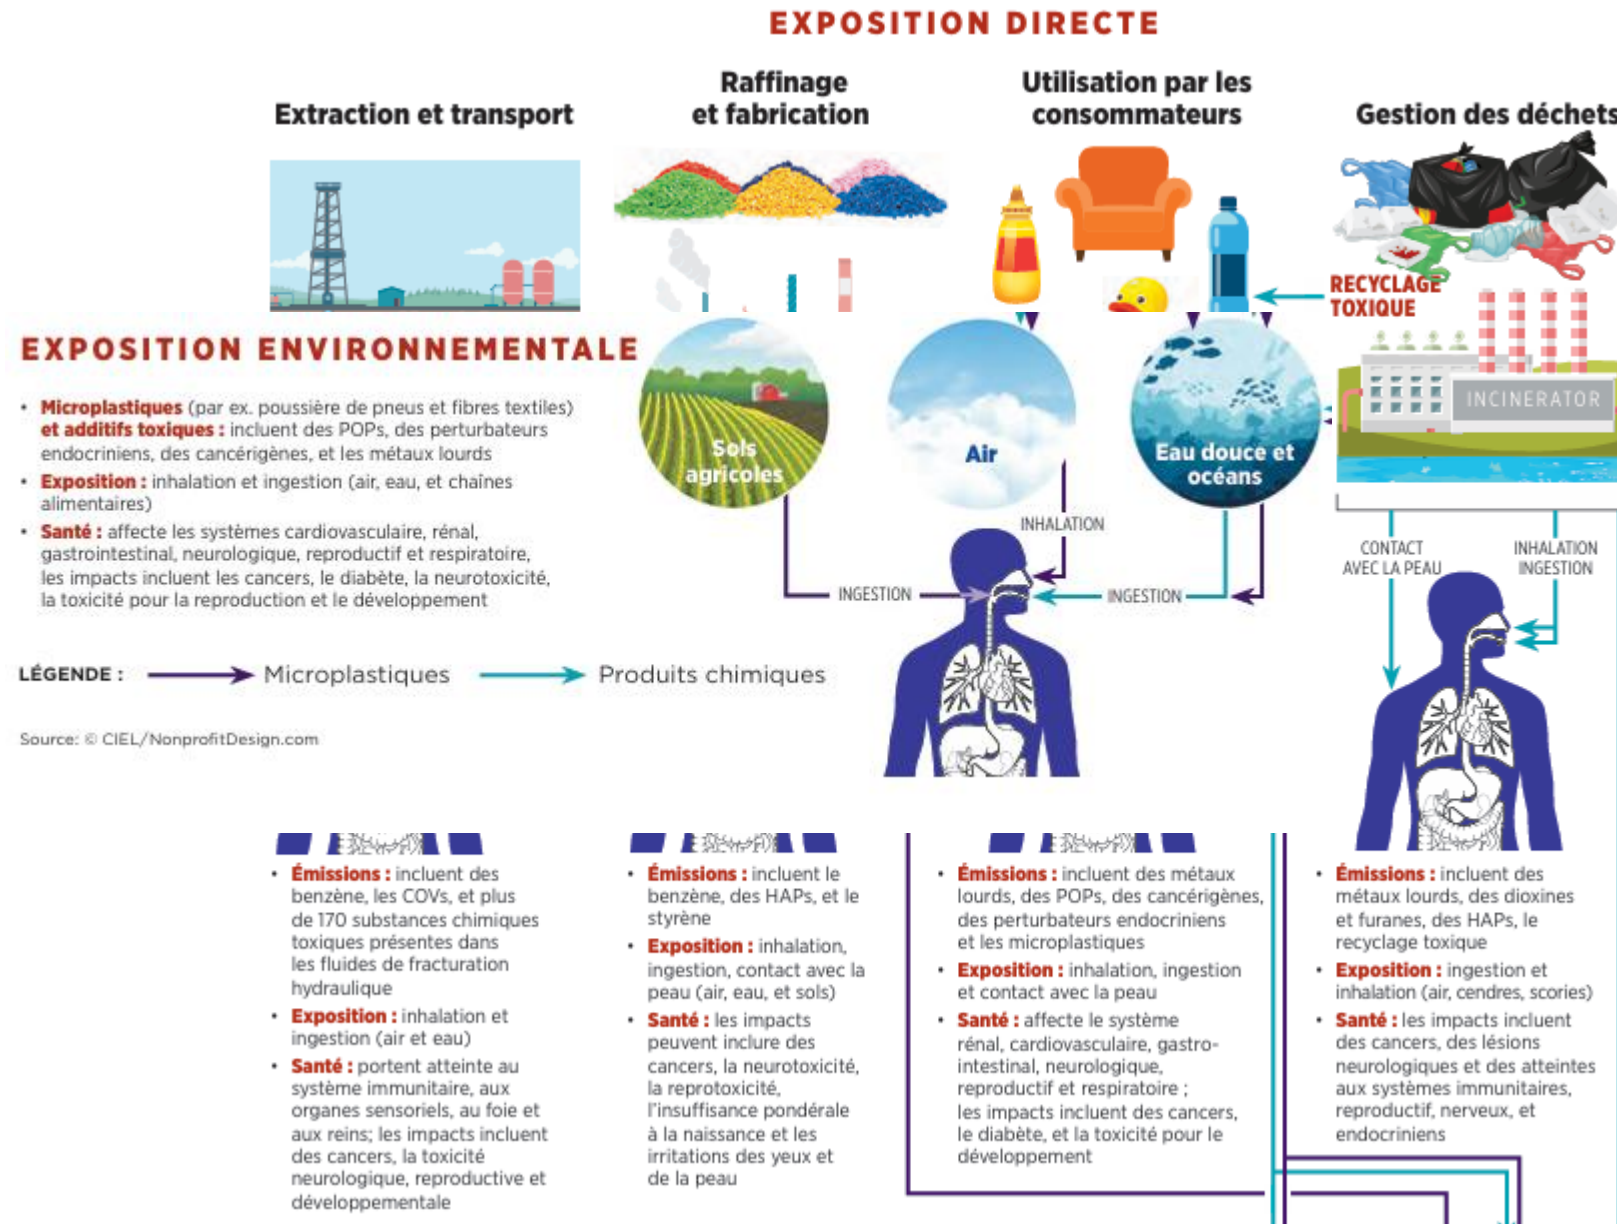 EXPOSITION DIRECTE
Extraction et transport
Raffinage
et fabrication
Utilisation par les
consommateurs
Gestion des déchets
RECYCLAGE
TOXIQUE
INCINERATOR
EXPOSITION ENVIRONNEMENTALE
• Microplastiques (par ex. poussière de pneus et fibres textiles)
et additifs toxiques : incluent des POPs, des perturbateurs
endocriniens, des cancérigènes, et les métaux lourds
• Exposition : inhalation et ingestion (air, eau, et chaînes
alimentaires)
• Santé : affecte les systèmes cardiovasculaire, rénal,
gastrointestinal, neurologique, reproductif et respiratoire,
les impacts incluent les cancers, le diabète, la neurotoxicité,
la toxicité pour la reproduction et le développement
Sols
agricoles
Air
Eau douce et
océans
INHALATION
INGESTION
INGESTION
CONTACT
AVEC LA PEAU
INHALATION
INGESTION
LÉGENDE :
Microplastiques
Produits chimiques
Source: © CIEL/NonprofitDesign.com
• Émissions : incluent des
benzène, les COVs, et plus
de 170 substances chimiques
toxiques présentes dans
les fluides de fracturation
hydraulique
• Exposition : inhalation et
ingestion (air et eau)
• Santé : portent atteinte au
système immunitaire, aux
organes sensoriels, au foie et
aux reins; les impacts incluent
des cancers, la toxicité
neurologique, reproductive et
développementale
• Émissions : incluent le
benzène, des HAPs, et le
styrène
• Exposition : inhalation,
ingestion, contact avec la
peau (air, eau, et sols)
• Santé : les impacts
peuvent inclure des
cancers, la neurotoxicité,
la reprotoxicité,
l'insuffisance pondérale
à la naissance et les
irritations des yeux et
de la peau
• Émissions : incluent des métaux
lourds, des POPs, des cancérigènes,
des perturbateurs endocriniens
et les microplastiques
• Exposition : inhalation, ingestion
et contact avec la peau
• Santé : affecte le système
rénal, cardiovasculaire, gastro-
intestinal, neurologique,
reproductif et respiratoire ;
les impacts incluent des cancers,
le diabète, et la toxicité pour le
développement
• Émissions : incluent des
métaux lourds, des dioxines
et furanes, des HAPs, le
recyclage toxique
• Exposition : ingestion et
inhalation (air, cendres, scories)
• Santé : les impacts incluent
des cancers, des lésions
neurologiques et des atteintes
aux systèmes immunitaires,
reproductif, nerveux, et
endocriniens